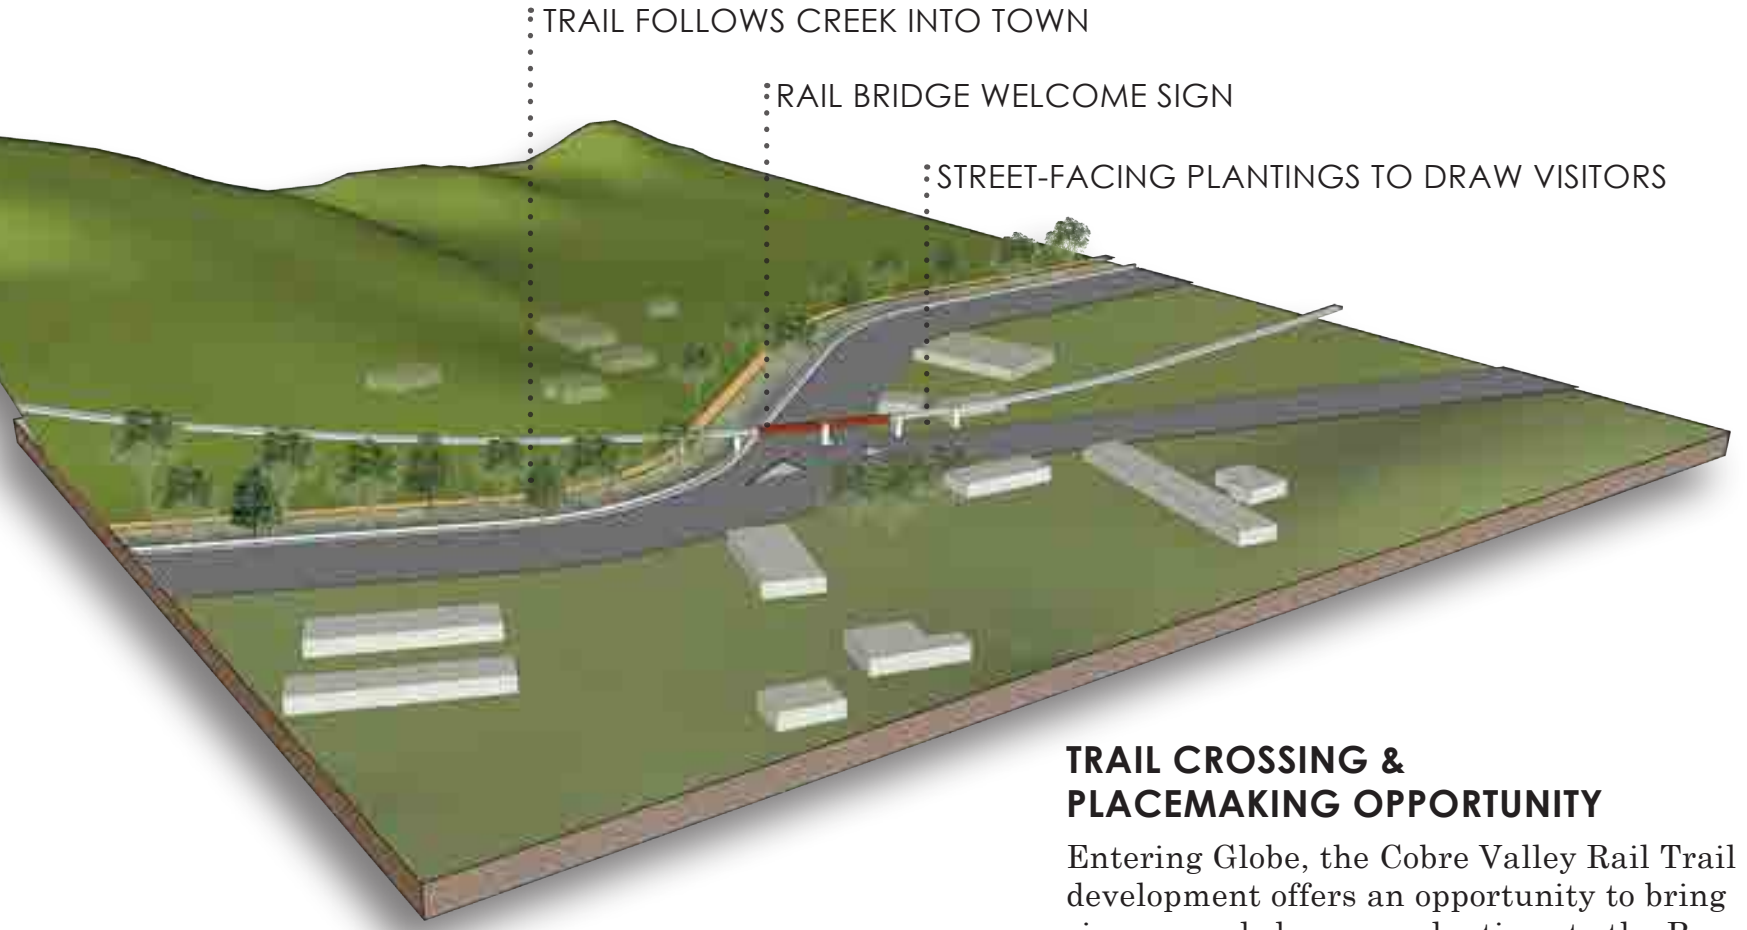 TRAIL FOLLOWS CREEK INTO TOWN
RAIL BRIDGE WELCOME SIGN
STREET-FACING PLANTINGS TO DRAW VISITORS
TRAIL CROSSING &
PLACEMAKING OPPORTUNITY
Entering Globe, the Cobre Valley Rail Trail
development offers an opportunity to bring